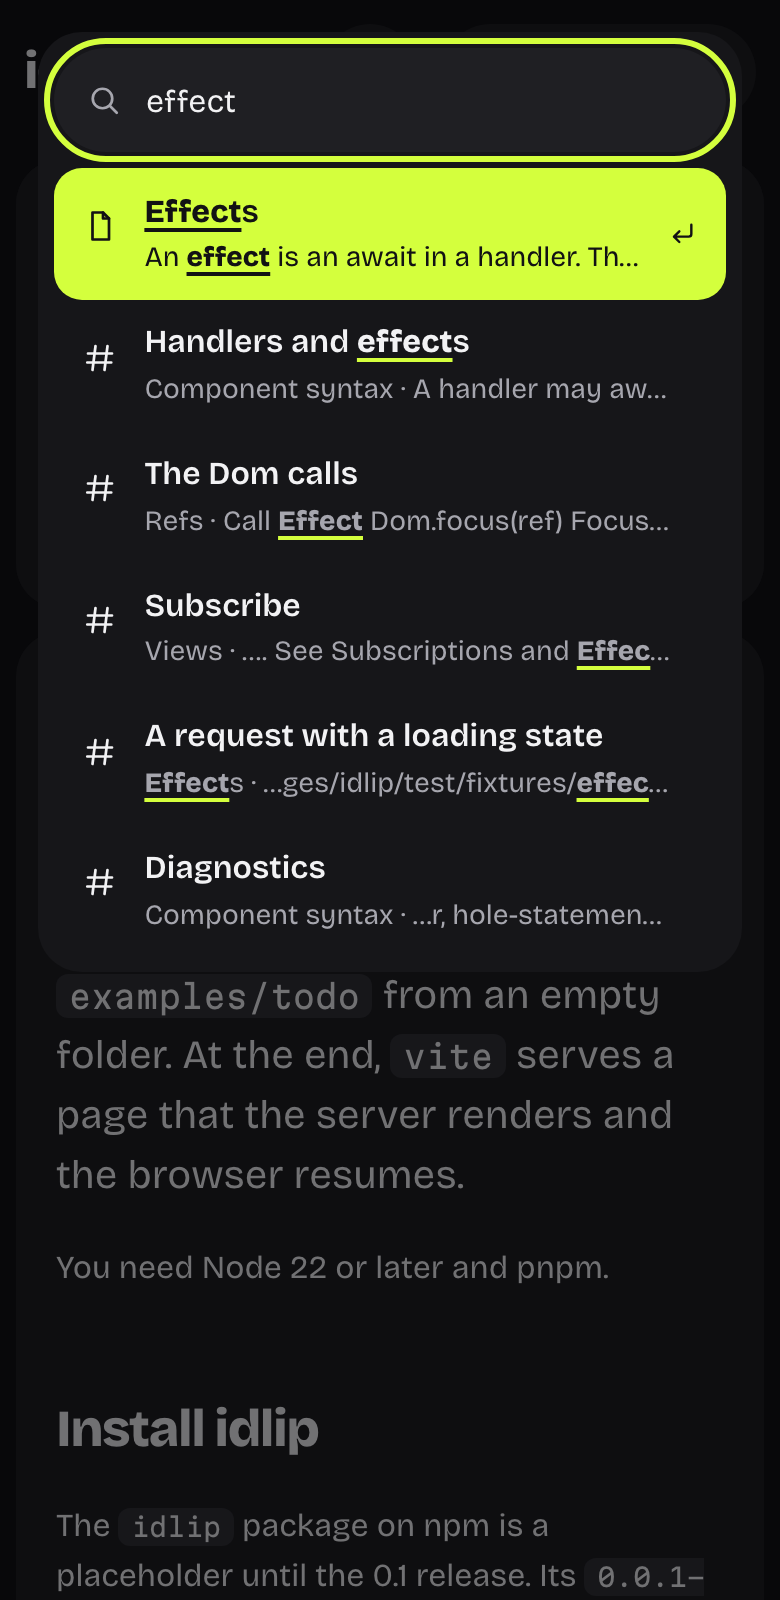 i
effect
Effects
An effect is an await in a handler. Th...
Handlers and effects
Component syntax · A handler may aw...
The Dom calls
Refs · Call Effect Dom.focus(ref) Focus...
Subscribe
Views · .... See Subscriptions and Effec...
A request with a loading state
Effects · ...ges/idlip/test/fixtures/effec...
Diagnostics
Component syntax · ...r, hole-statemen...
examples/todo from an empty
folder. At the end, vite serves a
page that the server renders and
the browser resumes.
You need Node 22 or later and pnpm.
Install idlip
The idlip package on npm is a
placeholder until the 0.1 release. Its 0.0.1-